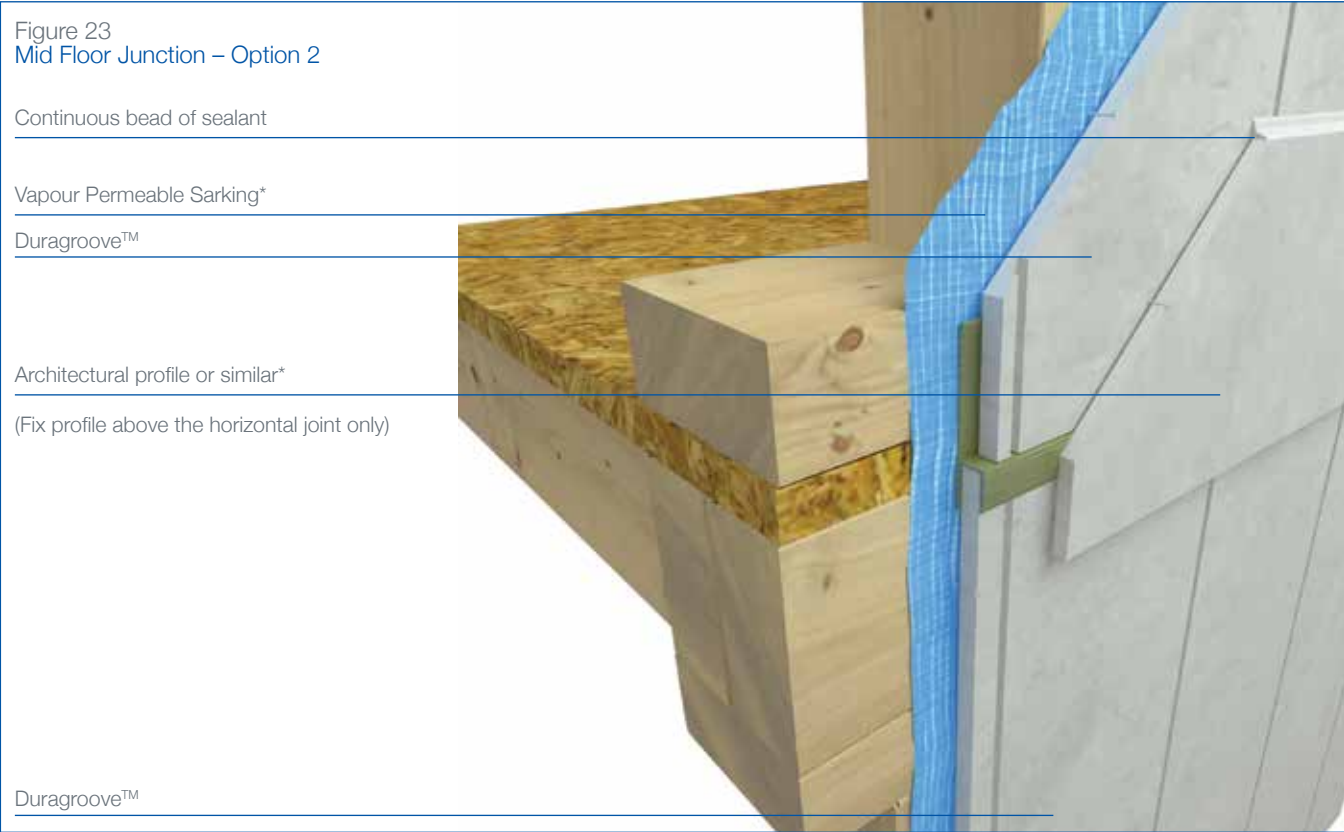 Figure 23
Mid Floor Junction – Option 2
Continuous bead of sealant
Vapour Permeable Sarking*
Duragroove™
Architectural profile or similar*
(Fix profile above the horizontal joint only)
Duragroove™